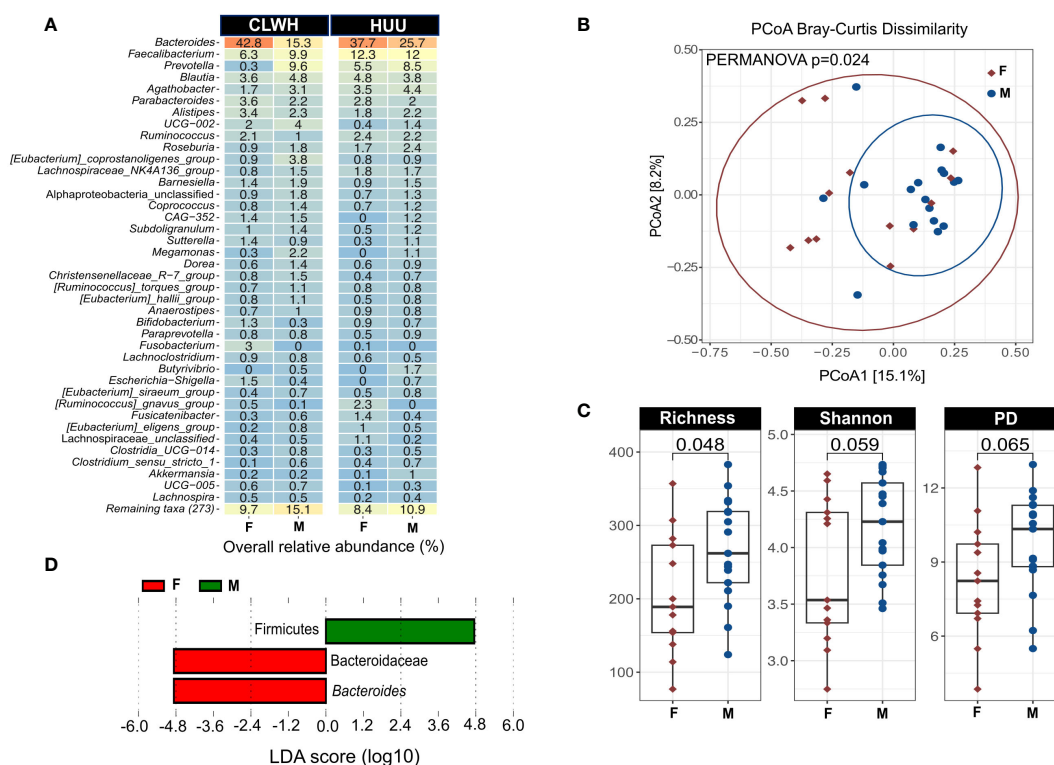 A
CLWH HUU
Bacteroides - 42.8 15.3 37.7 25.7
Faecalibacterium - 6.3 9.9 12.3 12
Prevotella - 0.3 9.6 5.5 8.5
Blautia - 3.6 4.8 4.8 3.8
Agathobacter - 1.7 3.1 3.5 4.4
Parabacteroides - 3.6 2.2 2.8 2
Alistipes - 3.4 2.3 1.8 2.2
UCG-002 - 2 4 0.4 1.4
Ruminococcus - 2.1 1 2.4 2.2
Roseburia - 0.9 1.8 1.7 2.4
[Eubacterium]_coprostanoligenes_group - 0.9 3.8 0.8 0.9
Lachnospiraceae_NK4A136_group - 0.8 1.5 1.8 1.7
Barnesiella - 1.4 1.9 0.9 1.5
Alphaproteobacteria_unclassified - 0.9 1.8 0.7 1.3
Coprococcus - 0.8 1.4 0.7 1.2
CAG-352 - 1.4 1.5 0 1.2
Subdoligranulum - 1 1.4 0.5 1.2
Sutterella - 1.4 0.9 0.3 1.1
Megamonas - 0.3 2.2 0 1.1
Dorea - 0.6 1.4 0.6 0.9
Christensenellaceae_R-7_group - 0.8 1.5 0.4 0.7
[Ruminococcus]_torques_group - 0.7 1.1 0.8 0.8
[Eubacterium]_hallii_group - 0.8 1.1 0.5 0.8
Anaerostipes - 0.7 1 0.9 0.8
Bifidobacterium - 1.3 0.3 0.9 0.7
Paraprevotella - 0.8 0.8 0.5 0.9
Fusobacterium - 3 0 0.1 0
Lachnoclostridium - 0.9 0.8 0.6 0.5
Butyrivibrio - 0 0.5 0 1.7
Escherichia-Shigella - 1.5 0.4 0 0.7
[Eubacterium]_siraeum_group - 0.4 0.7 0.5 0.8
[Ruminococcus]_gnavus_group - 0.5 0.1 2.3 0
Fusicatenibacter - 0.3 0.6 1.4 0.4
[Eubacterium]_eligens_group - 0.2 0.8 1 0.5
Lachnospiraceae_unclassified - 0.4 0.5 1.1 0.2
Clostridia_UCG-014 - 0.3 0.8 0.3 0.5
Clostridium_sensu_stricto_1 - 0.1 0.6 0.4 0.7
Akkermansia - 0.2 0.2 0.1 1
UCG-005 - 0.6 0.7 0.1 0.3
Lachnospira - 0.5 0.5 0.2 0.4
Remaining taxa (273) - 9.7 15.1 8.4 10.9
F M F M
Overall relative abundance (%)
B
PCoA Bray-Curtis Dissimilarity
PERMANOVA p=0.024
F
M
PCoA2 [8.2%]
0.50
0.25
0.00
-0.25
-0.50
-0.75 -0.50 -0.25 0.00 0.25 0.50
PCoA1 [15.1%]
C
Richness Shannon PD
0.048 0.059 0.065
400
300
200
100
5.0
4.5
4.0
3.5
3.0
12
9
6
F M F M F M
D
F M
Firmicutes
Bacteroidaceae
Bacteroides
-6.0 -4.8 -3.6 -2.4 -1.2 0.0 1.2 2.4 3.6 4.8 6.0
LDA score (log10)